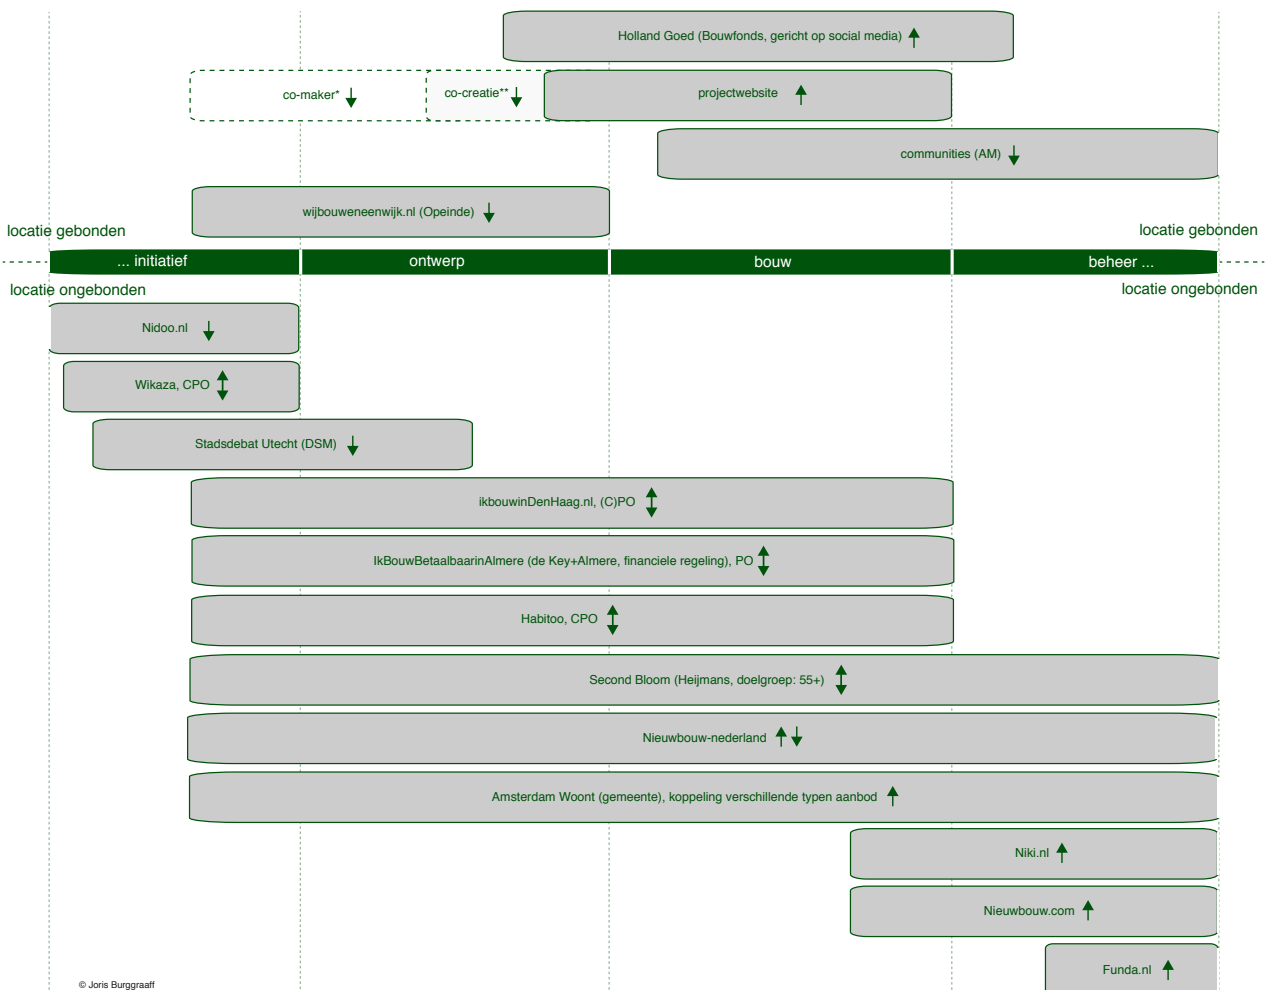 Holland Goed (Bouwfonds, gericht op social media)
co-maker*
co-creatie**
projectwebsite
communities (AM)
wijbouweneenwijk.nl (Opeinde)
locatie gebonden
locatie gebonden
... initiatief
ontwerp
bouw
beheer ...
locatie ongebonden
locatie ongebonden
Nidoo.nl
Wikaza, CPO
Stadsdebat Utecht (DSM)
ikbouwinDenHaag.nl, (C)PO
IkBouwBetaalbaarinAlmere (de Key+Almere, financiele regeling), PO
Habitoo, CPO
Second Bloom (Heijmans, doelgroep: 55+)
Nieuwbouw-nederland
Amsterdam Woont (gemeente), koppeling verschillende typen aanbod
Niki.nl
Nieuwbouw.com
Funda.nl
© Joris Burggraaff